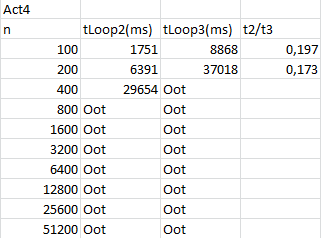 Act4
n tLoop2(ms) tLoop3(ms) t2/t3
100 1751 8868 0,197
200 6391 37018 0,173
400 29654 Oot
800 Oot Oot
1600 Oot Oot
3200 Oot Oot
6400 Oot Oot
12800 Oot Oot
25600 Oot Oot
51200 Oot Oot